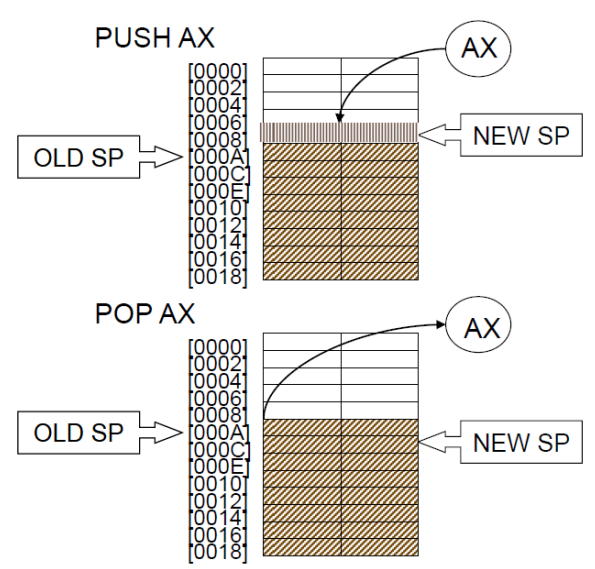 PUSH AX
AX
[0000]
[0002]
[0004]
[0006]
[0008]
NEW SP
OLD SP
[000A]
[000C]
[000E]
[0010]
[0012]
[0014]
[0016]
[0018]
POP AX
AX
[0000]
[0002]
[0004]
[0006]
[0008]
OLD SP
[000A]
NEW SP
[000C]
[000E]
[0010]
[0012]
[0014]
[0016]
[0018]